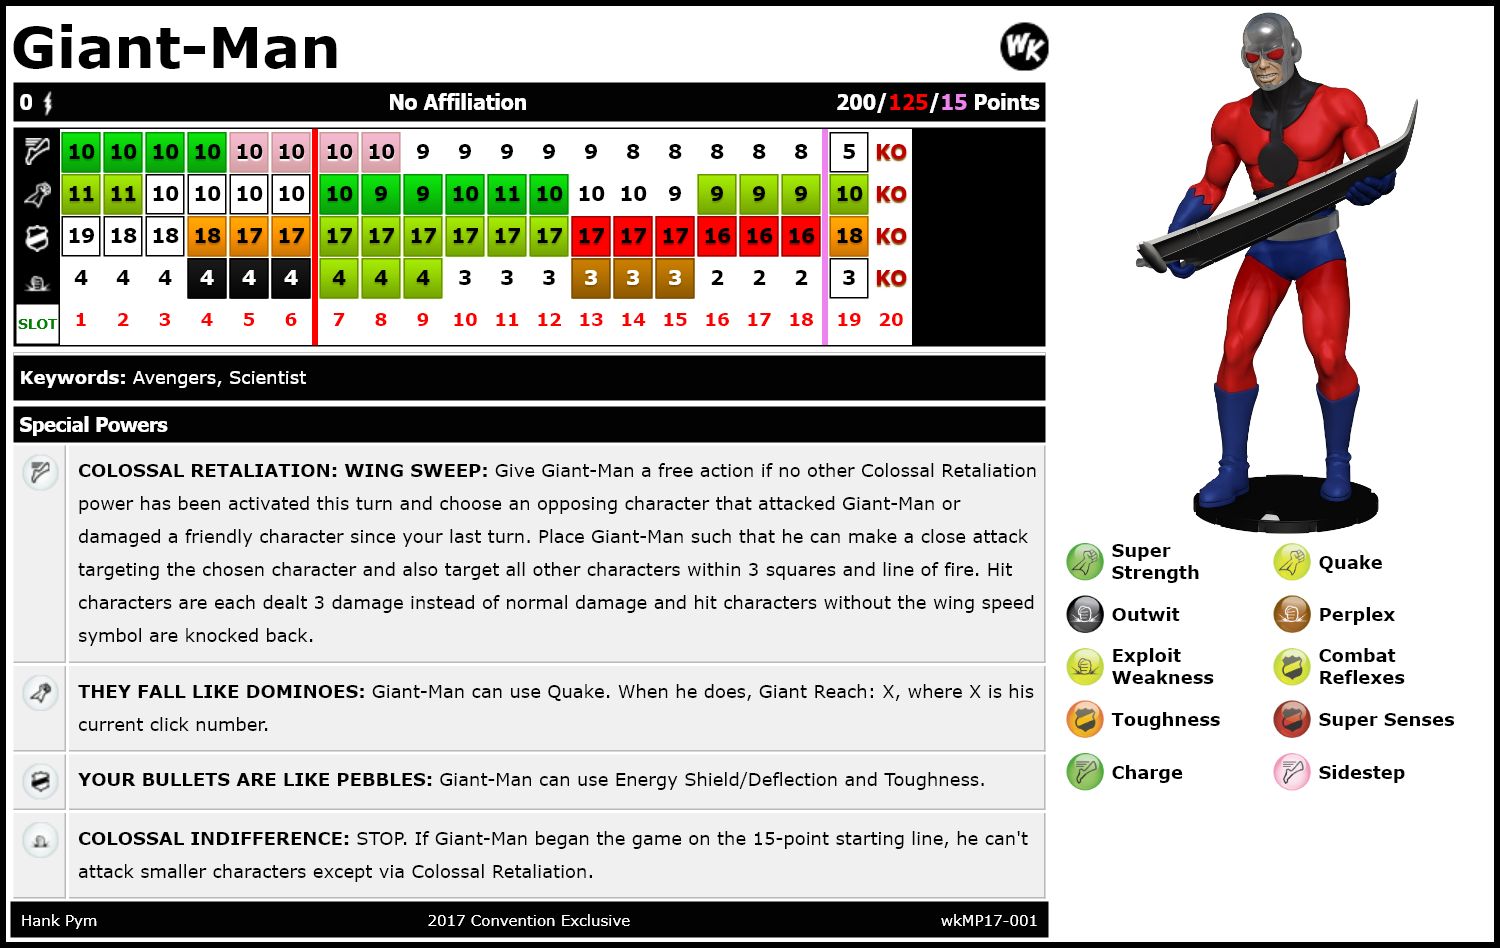 Giant-Man
WK
0 No Affiliation 200/125/15 Points
10 10 10 10 10 10 10 10 9 9 9 9 9 8 8 8 8 8 5 KO
11 11 10 10 10 10 10 9 9 10 11 10 10 10 9 9 9 9 10 KO
19 18 18 18 17 17 17 17 17 17 17 17 17 17 17 16 16 16 18 KO
4 4 4 4 4 4 4 4 4 3 3 3 3 3 3 2 2 2 3 KO
SLOT 1 2 3 4 5 6 7 8 9 10 11 12 13 14 15 16 17 18 19 20
Keywords: Avengers, Scientist
Special Powers
COLOSSAL RETALIATION: WING SWEEP: Give Giant-Man a free action if no other Colossal Retaliation
power has been activated this turn and choose an opposing character that attacked Giant-Man or
damaged a friendly character since your last turn. Place Giant-Man such that he can make a close attack
targeting the chosen character and also target all other characters within 3 squares and line of fire. Hit
characters are each dealt 3 damage instead of normal damage and hit characters without the wing speed
symbol are knocked back.
THEY FALL LIKE DOMINOES: Giant-Man can use Quake. When he does, Giant Reach: X, where X is his
current click number.
YOUR BULLETS ARE LIKE PEBBLES: Giant-Man can use Energy Shield/Deflection and Toughness.
COLOSSAL INDIFFERENCE: STOP. If Giant-Man began the game on the 15-point starting line, he can't
attack smaller characters except via Colossal Retaliation.
Hank Pym 2017 Convention Exclusive wkMP17-001
Super
Strength
Quake
Outwit
Perplex
Exploit
Weakness
Combat
Reflexes
Toughness
Super Senses
Charge
Sidestep